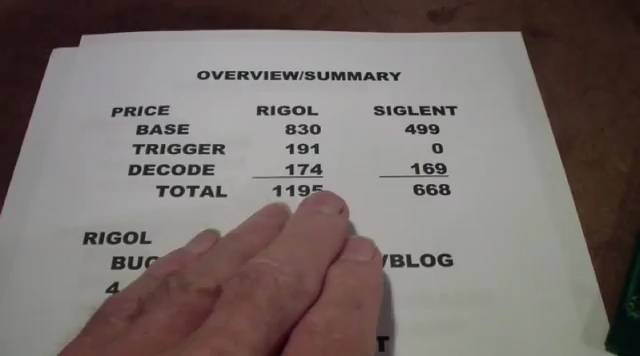 OVERVIEW/SUMMARY
PRICE RIGOL SIGLENT
BASE 830 499
TRIGGER 191 0
DECODE 174 169
TOTAL 1195 668
RIGOL
/BLOG
4